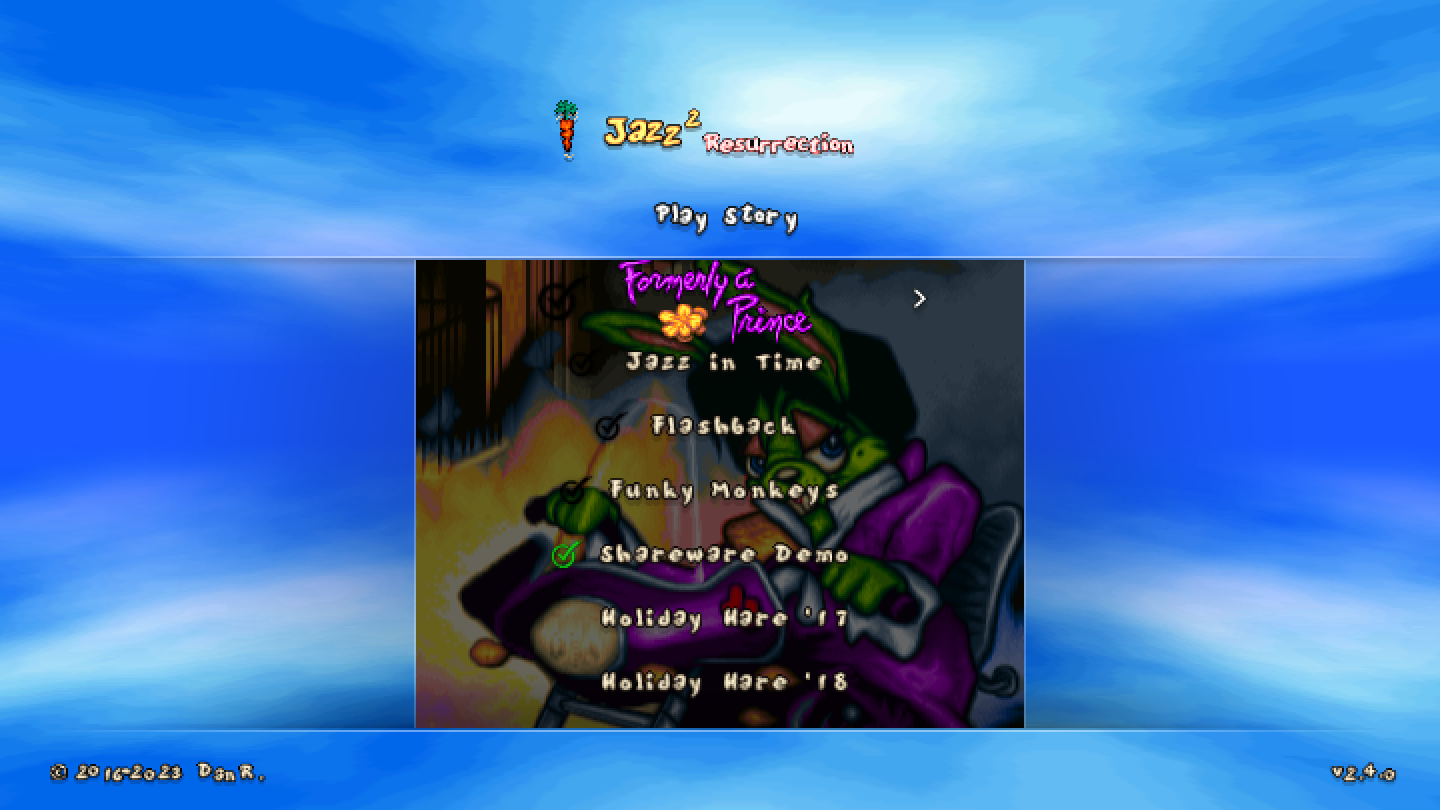 Jazz² Resurrection
Play Story
Formerly a
Prince
Jazz in Time
Flashback
Funky Monkeys
Shareware Demo
Holiday Hare '17
Holiday Hare '18
© 2016-2023 Dan R.
v2.4.0